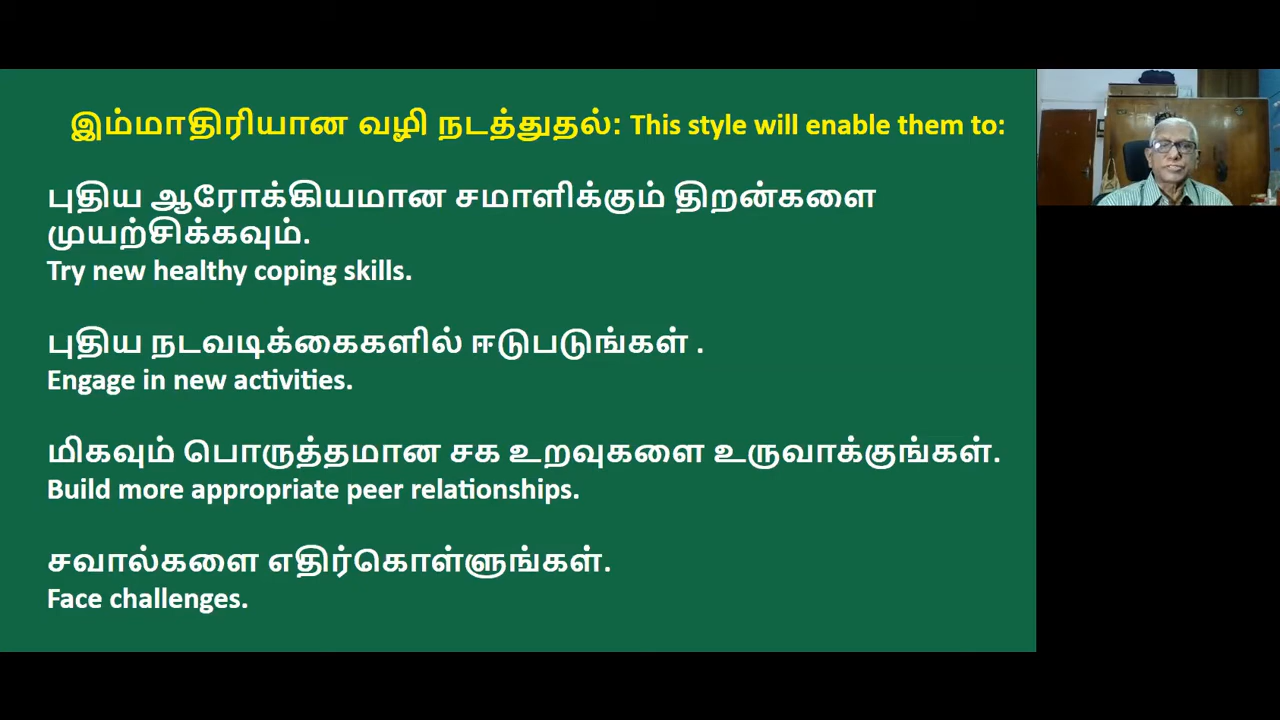 இம்மாதிரியான வழி நடத்துதல்: This style will enable them to:
புதிய ஆரோக்கியமான சமாளிக்கும் திறன்களை
முயற்சிக்கவும்.
Try new healthy coping skills.
புதிய நடவடிக்கைகளில் ஈடுபடுங்கள் .
Engage in new activities.
மிகவும் பொருத்தமான சக உறவுகளை உருவாக்குங்கள்.
Build more appropriate peer relationships.
சவால்களை எதிர்கொள்ளுங்கள்.
Face challenges.